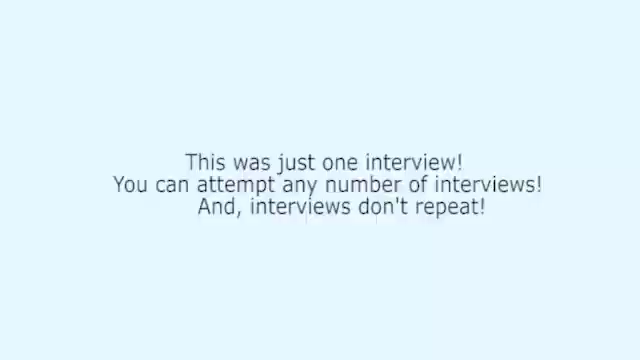 This was just one interview!
You can attempt any number of interviews!
And, interviews don't repeat!